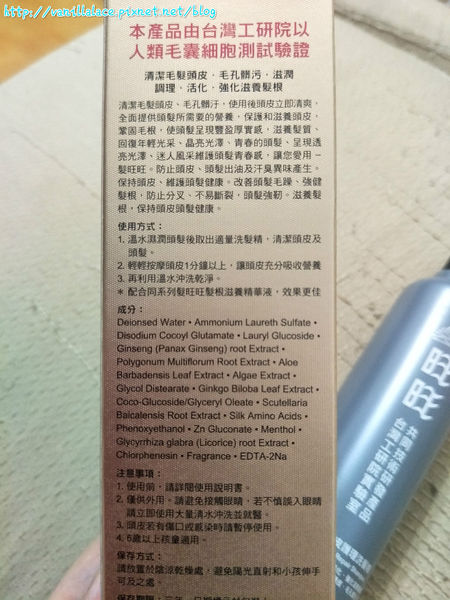 http://vanillalace.pixnet.net/blog
本產品由台灣工研院以
人類毛囊細胞測試驗證
清潔毛髮頭皮，毛孔髒污，滋潤
調理，活化，強化滋養髮根
清潔毛髮頭皮、毛孔髒汙，使用後頭皮立即清爽，
全面提供頭髮所需要的營養，保護和滋養頭皮，
鞏固毛根，使頭髮呈現豐盈厚實感，滋養髮質、
回復年輕光采、晶亮光澤、青春的頭髮、呈現透
亮光澤，迷人風采維護頭髮青春感，讓您愛用－
髮旺旺。防止頭皮、頭髮出油及汗臭異味產生。
保持頭皮、維護頭髮健康。改善頭髮毛躁、強健
髮根，防止分叉、不易斷裂，頭髮強韌。滋養髮
根，保持頭皮頭髮健康。
使用方式：
1. 溫水濕潤頭髮後取出適量洗髮精，清潔頭皮及
頭髮。
2. 輕輕按摩頭皮1分鐘以上，讓頭皮充分吸收營養
3. 再利用溫水沖洗乾淨。
＊ 配合同系列髮旺旺髮根滋養精華液，效果更佳
成分：
Deionsed Water • Ammonium Laureth Sulfate •
Disodium Cocoyl Glutamate • Lauryl Glucoside •
Ginseng (Panax Ginseng) root Extract •
Polygonum Multiflorum Root Extract • Aloe
Barbadensis Leaf Extract • Algae Extract •
Glycol Distearate • Ginkgo Biloba Leaf Extract •
Coco-Glucoside/Glyceryl Oleate • Scutellaria
Baicalensis Root Extract • Silk Amino Acids •
Phenoxyethanol • Zn Gluconate • Menthol •
Glycyrrhiza glabra (Licorice) root Extract •
Chlorphenesin • Fragrance • EDTA-2Na
注意事項：
1. 使用前，請詳閱使用說明書。
2. 僅供外用。請避免接觸眼睛，若不慎誤入眼睛
請立即使用大量清水沖洗並就醫。
3. 頭皮若有傷口或感染時請暫停使用。
4. 6歲以上孩童適用。
保存方式：
請放置於陰涼乾燥處，避免陽光直射和小孩伸手
可及之處。
旺旺
共同技術研發產品
台灣工研院實驗室